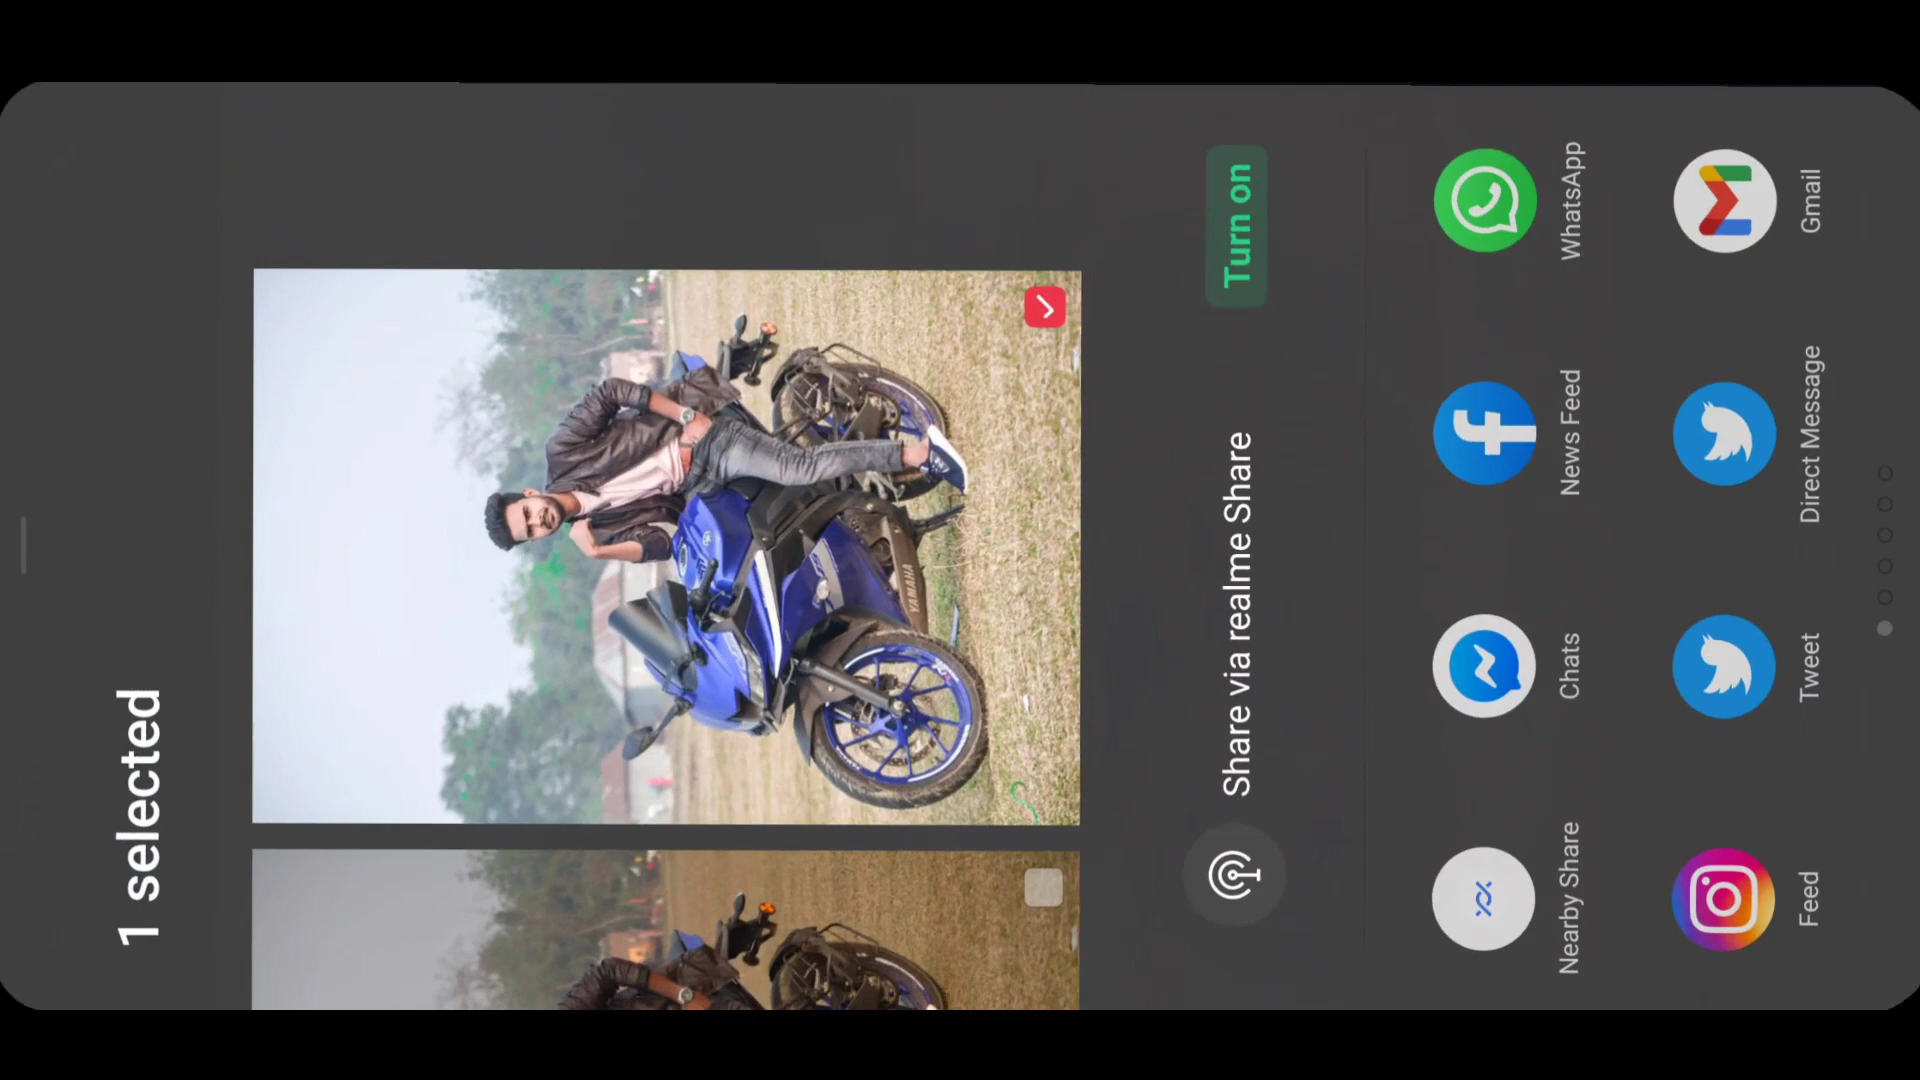 1 selected
YAMAHA
Share via realme Share
Turn on
Nearby Share
Chats
News Feed
WhatsApp
Feed
Tweet
Direct Message
Gmail